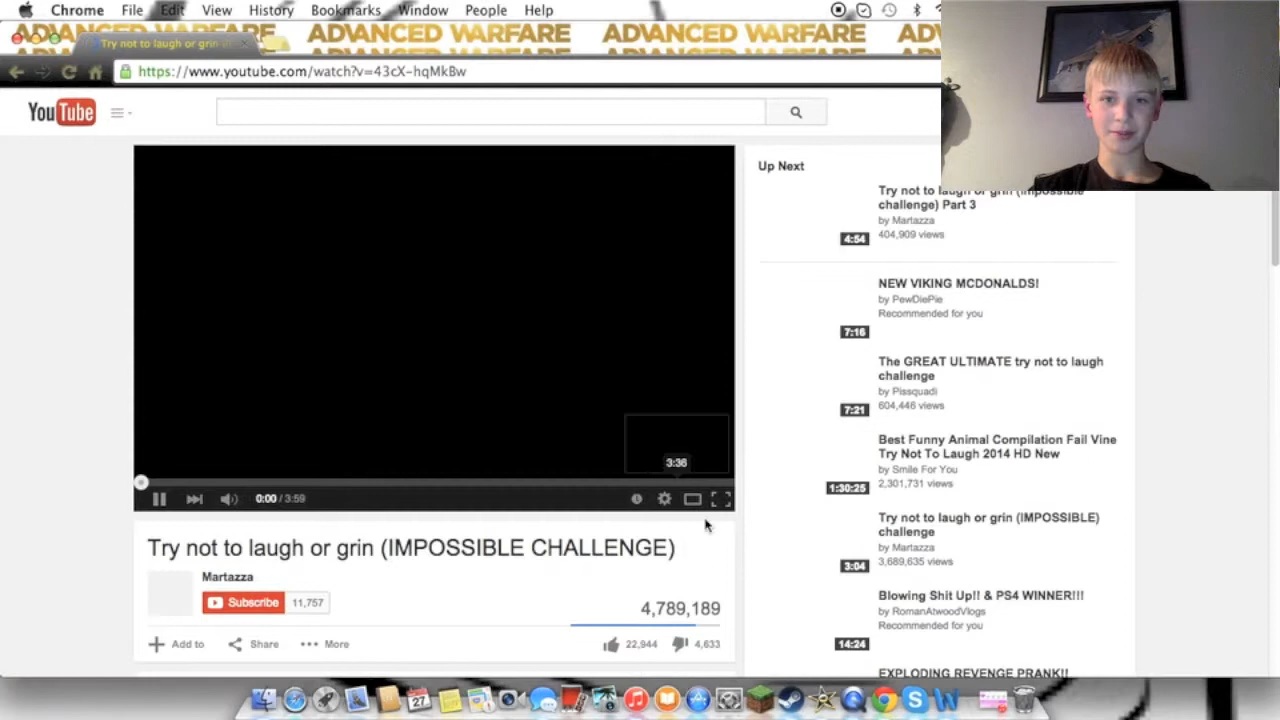 Chrome File Edit View History Bookmarks Window People Help
ADVANCED WARFARE ADVANCED WARFARE ADV
WARFARE
Try not to laugh or grin
https://www.youtube.com/watch?v=43cX-hqMkBw
YouTube
Up Next
Try not to laugh or grin (Impossible
challenge) Part 3
by Martazza
404,909 views
4:54
NEW VIKING MCDONALDS!
by PewDiePie
Recommended for you
7:16
The GREAT ULTIMATE try not to laugh
challenge
by Pissquadi
604,446 views
7:21
Best Funny Animal Compilation Fail Vine
Try Not To Laugh 2014 HD New
by Smile For You
2,301,731 views
1:30:25
Try not to laugh or grin (IMPOSSIBLE)
challenge
by Martazza
3,689,635 views
3:04
Blowing Shit Up!! & PS4 WINNER!!!
by RomanAtwoodVlogs
Recommended for you
14:24
EXPLODING REVENGE PRANK!!
3:36
0:00 / 3:59
Try not to laugh or grin (IMPOSSIBLE CHALLENGE)
Martazza
Subscribe 11,757
4,789,189
Add to Share More 22,944 4,633
27